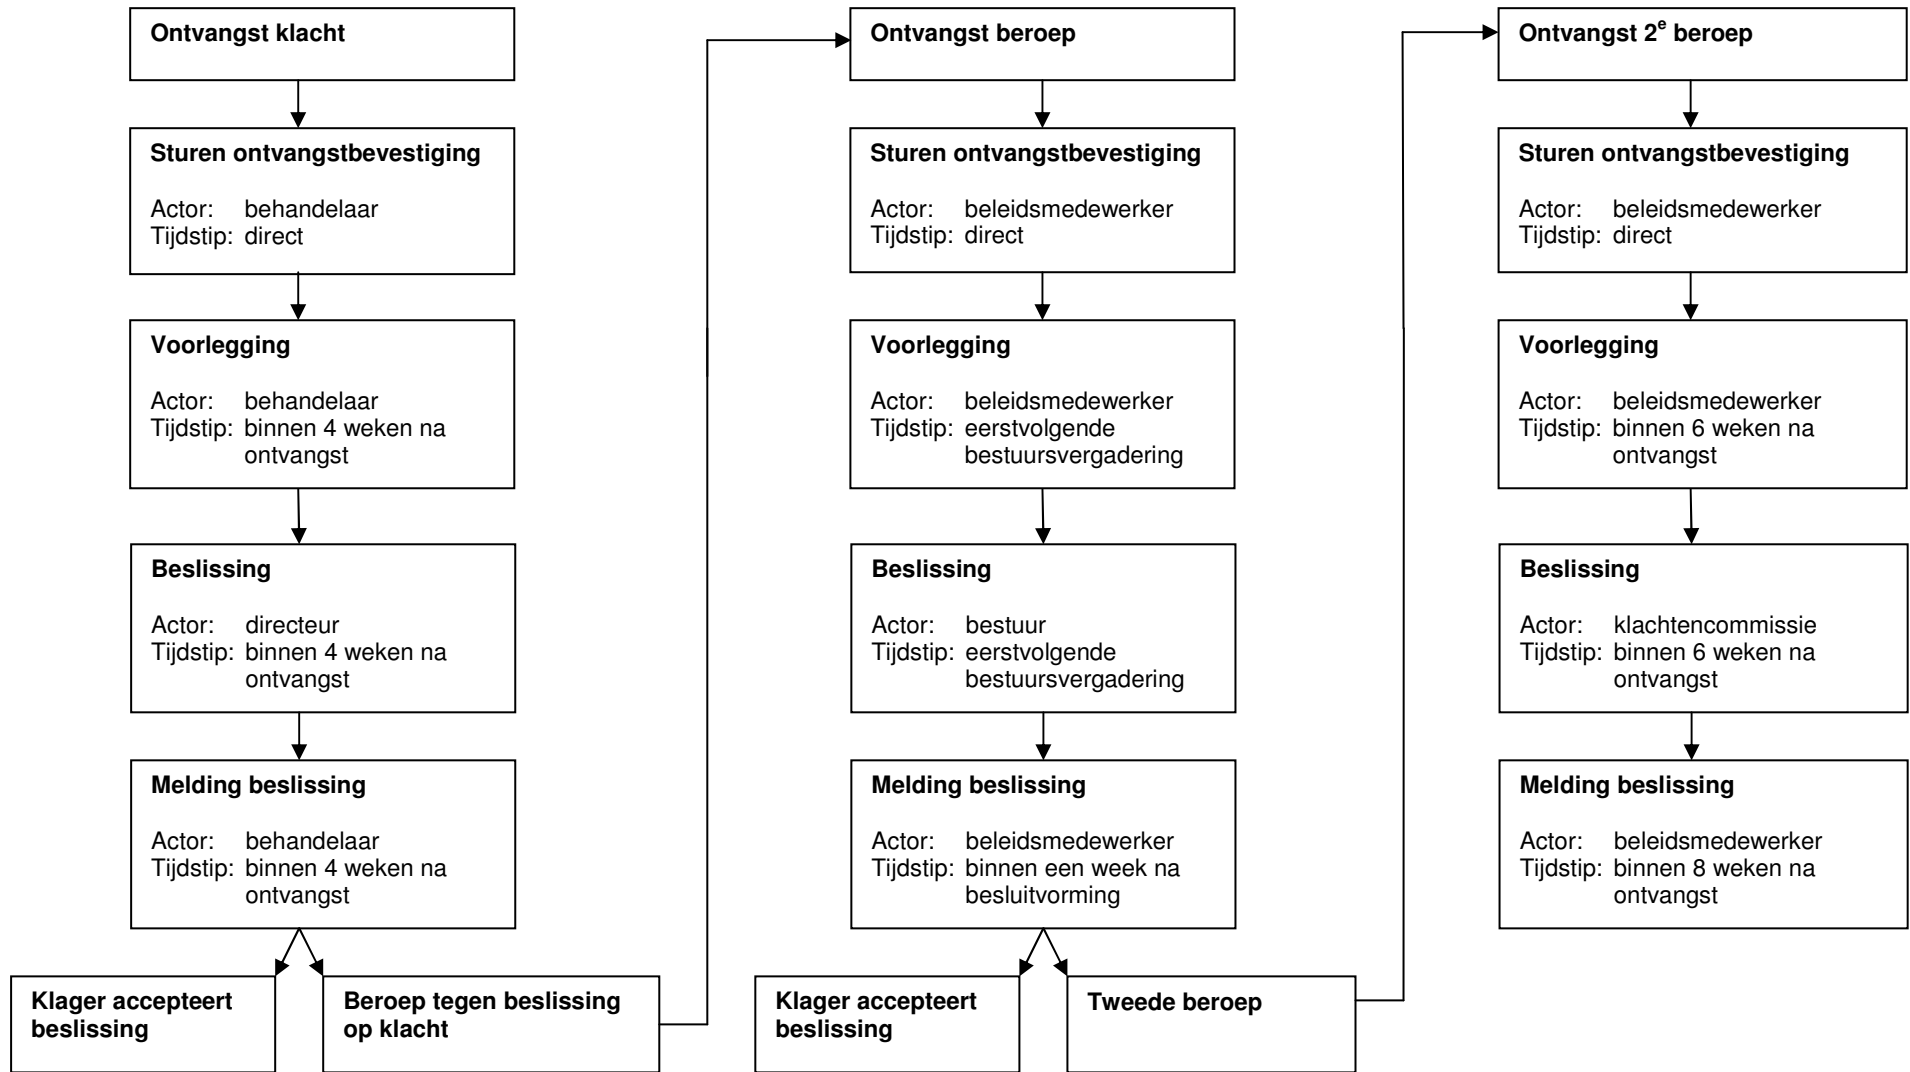 Ontvangst klacht
Sturen ontvangstbevestiging
Actor: behandelaar
Tijdstip: direct
Voorlegging
Actor: behandelaar
Tijdstip: binnen 4 weken na
ontvangst
Beslissing
Actor: directeur
Tijdstip: binnen 4 weken na
ontvangst
Melding beslissing
Actor: behandelaar
Tijdstip: binnen 4 weken na
ontvangst
Klager accepteert
beslissing
Beroep tegen beslissing
op klacht
Ontvangst beroep
Sturen ontvangstbevestiging
Actor: beleidsmedewerker
Tijdstip: direct
Voorlegging
Actor: beleidsmedewerker
Tijdstip: eerstvolgende
bestuursvergadering
Beslissing
Actor: bestuur
Tijdstip: eerstvolgende
bestuursvergadering
Melding beslissing
Actor: beleidsmedewerker
Tijdstip: binnen een week na
besluitvorming
Klager accepteert
beslissing
Tweede beroep
Ontvangst 2e beroep
Sturen ontvangstbevestiging
Actor: beleidsmedewerker
Tijdstip: direct
Voorlegging
Actor: beleidsmedewerker
Tijdstip: binnen 6 weken na
ontvangst
Beslissing
Actor: klachtencommissie
Tijdstip: binnen 6 weken na
ontvangst
Melding beslissing
Actor: beleidsmedewerker
Tijdstip: binnen 8 weken na
ontvangst